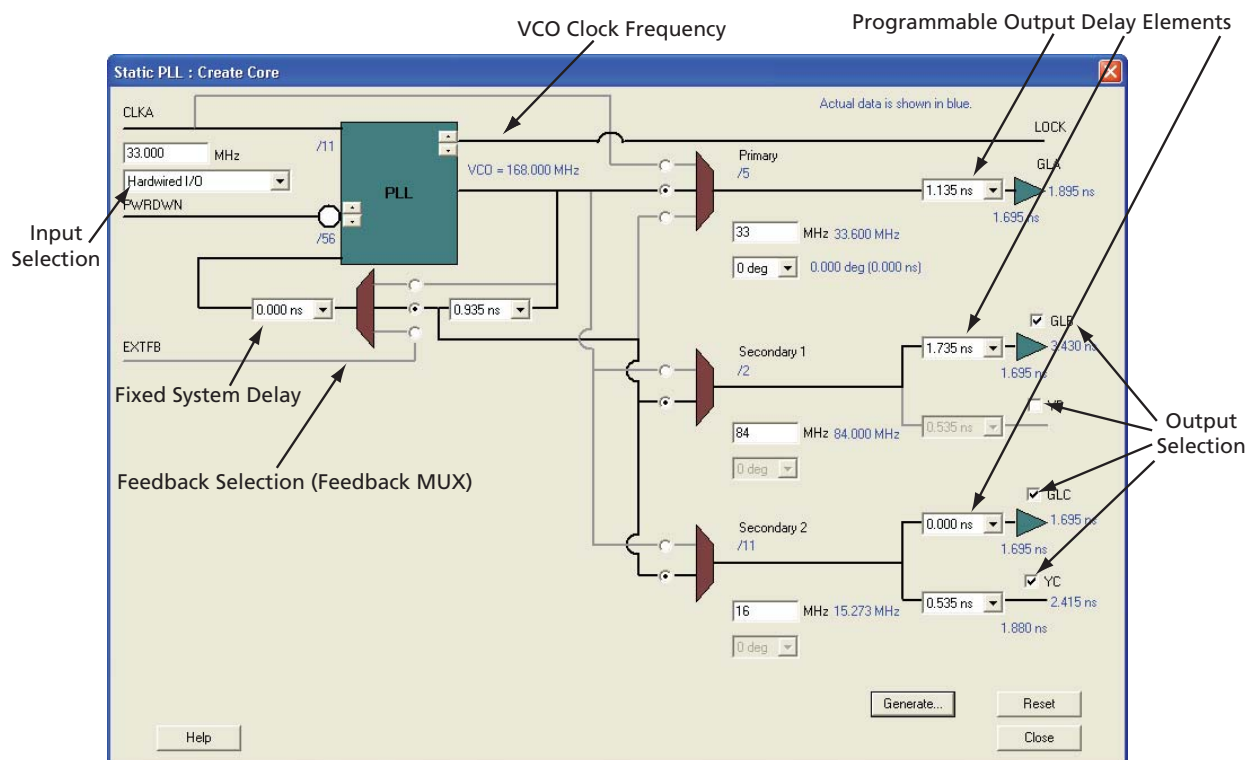 VCO Clock Frequency
Programmable Output Delay Elements
Static PLL : Create Core
Actual data is shown in blue.
CLKA
LOCK
33.000 MHz
/11
Hardwired I/O
PLL
VCO = 168.000 MHz
Primary
/5
GLA
1.135 ns
1.895 ns
1.695 ns
PWRDWN
/56
Input
Selection
33 MHz 33.600 MHz
0 deg 0.000 deg (0.000 ns)
0.000 ns
0.935 ns
EXTFB
Fixed System Delay
Feedback Selection (Feedback MUX)
Secondary 1
/2
GLB
1.735 ns
3.430 ns
1.695 ns
YB
0.535 ns
84 MHz 84.000 MHz
0 deg
Output
Selection
Secondary 2
/11
GLC
0.000 ns
1.695 ns
1.695 ns
YC
0.535 ns
2.415 ns
1.880 ns
16 MHz 15.273 MHz
0 deg
Generate...
Reset
Help
Close